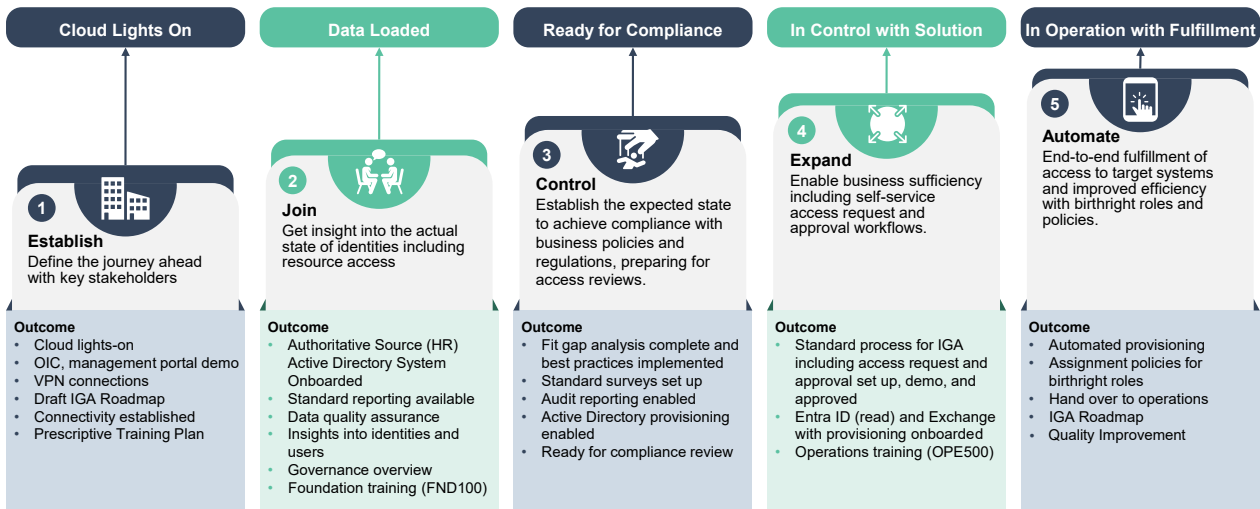 Cloud Lights On
Data Loaded
Ready for Compliance
In Control with Solution
In Operation with Fulfillment
1
Establish
Define the journey ahead
with key stakeholders
2
Join
Get insight into the actual
state of identities including
resource access
3
Control
Establish the expected state
to achieve compliance with
business policies and
regulations, preparing for
access reviews.
4
Expand
Enable business sufficiency
including self-service
access request and
approval workflows.
5
Automate
End-to-end fulfillment of
access to target systems
and improved efficiency
with birthright roles and
policies.
Outcome
• Cloud lights-on
• OIC, management portal demo
• VPN connections
• Draft IGA Roadmap
• Connectivity established
• Prescriptive Training Plan
Outcome
• Authoritative Source (HR)
Active Directory System
Onboarded
• Standard reporting available
• Data quality assurance
• Insights into identities and
users
• Governance overview
• Foundation training (FND100)
Outcome
• Fit gap analysis complete and
best practices implemented
• Standard surveys set up
• Audit reporting enabled
• Active Directory provisioning
enabled
• Ready for compliance review
Outcome
• Standard process for IGA
including access request and
approval set up, demo, and
approved
• Entra ID (read) and Exchange
with provisioning onboarded
• Operations training (OPE500)
Outcome
• Automated provisioning
• Assignment policies for
birthright roles
• Hand over to operations
• IGA Roadmap
• Quality Improvement